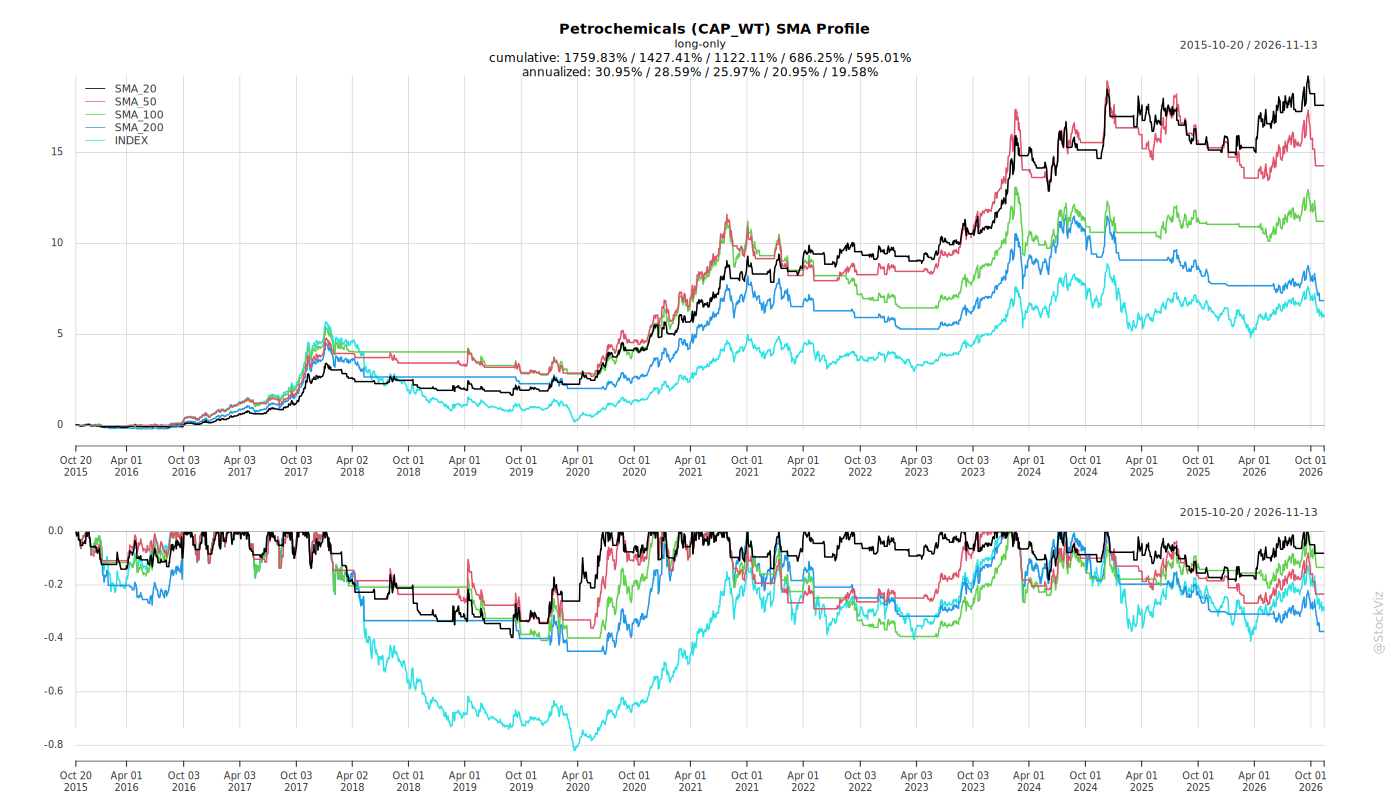 Petrochemicals (CAP_WT) SMA Profile
long-only
cumulative: 1759.83% / 1427.41% / 1122.11% / 686.25% / 595.01%
annualized: 30.95% / 28.59% / 25.97% / 20.95% / 19.58%
2015-10-20 / 2026-11-13
SMA_20
SMA_50
SMA_100
SMA_200
INDEX
15
10
5
0
Oct 20 Apr 01 Oct 03 Apr 03 Oct 03 Apr 02 Oct 01 Apr 01 Oct 01 Apr 01 Oct 01 Apr 01 Oct 01 Apr 01 Oct 03 Apr 03 Oct 03 Apr 01 Oct 01 Apr 01 Oct 01 Apr 01 Oct 01
2015 2016 2016 2017 2017 2018 2018 2019 2019 2020 2020 2021 2021 2022 2022 2023 2023 2024 2024 2025 2025 2026 2026
2015-10-20 / 2026-11-13
0.0
-0.2
-0.4
-0.6
-0.8
Oct 20 Apr 01 Oct 03 Apr 03 Oct 03 Apr 02 Oct 01 Apr 01 Oct 01 Apr 01 Oct 01 Apr 01 Oct 01 Apr 01 Oct 03 Apr 03 Oct 03 Apr 01 Oct 01 Apr 01 Oct 01 Apr 01 Oct 01
2015 2016 2016 2017 2017 2018 2018 2019 2019 2020 2020 2021 2021 2022 2022 2023 2023 2024 2024 2025 2025 2026 2026
@StockViz